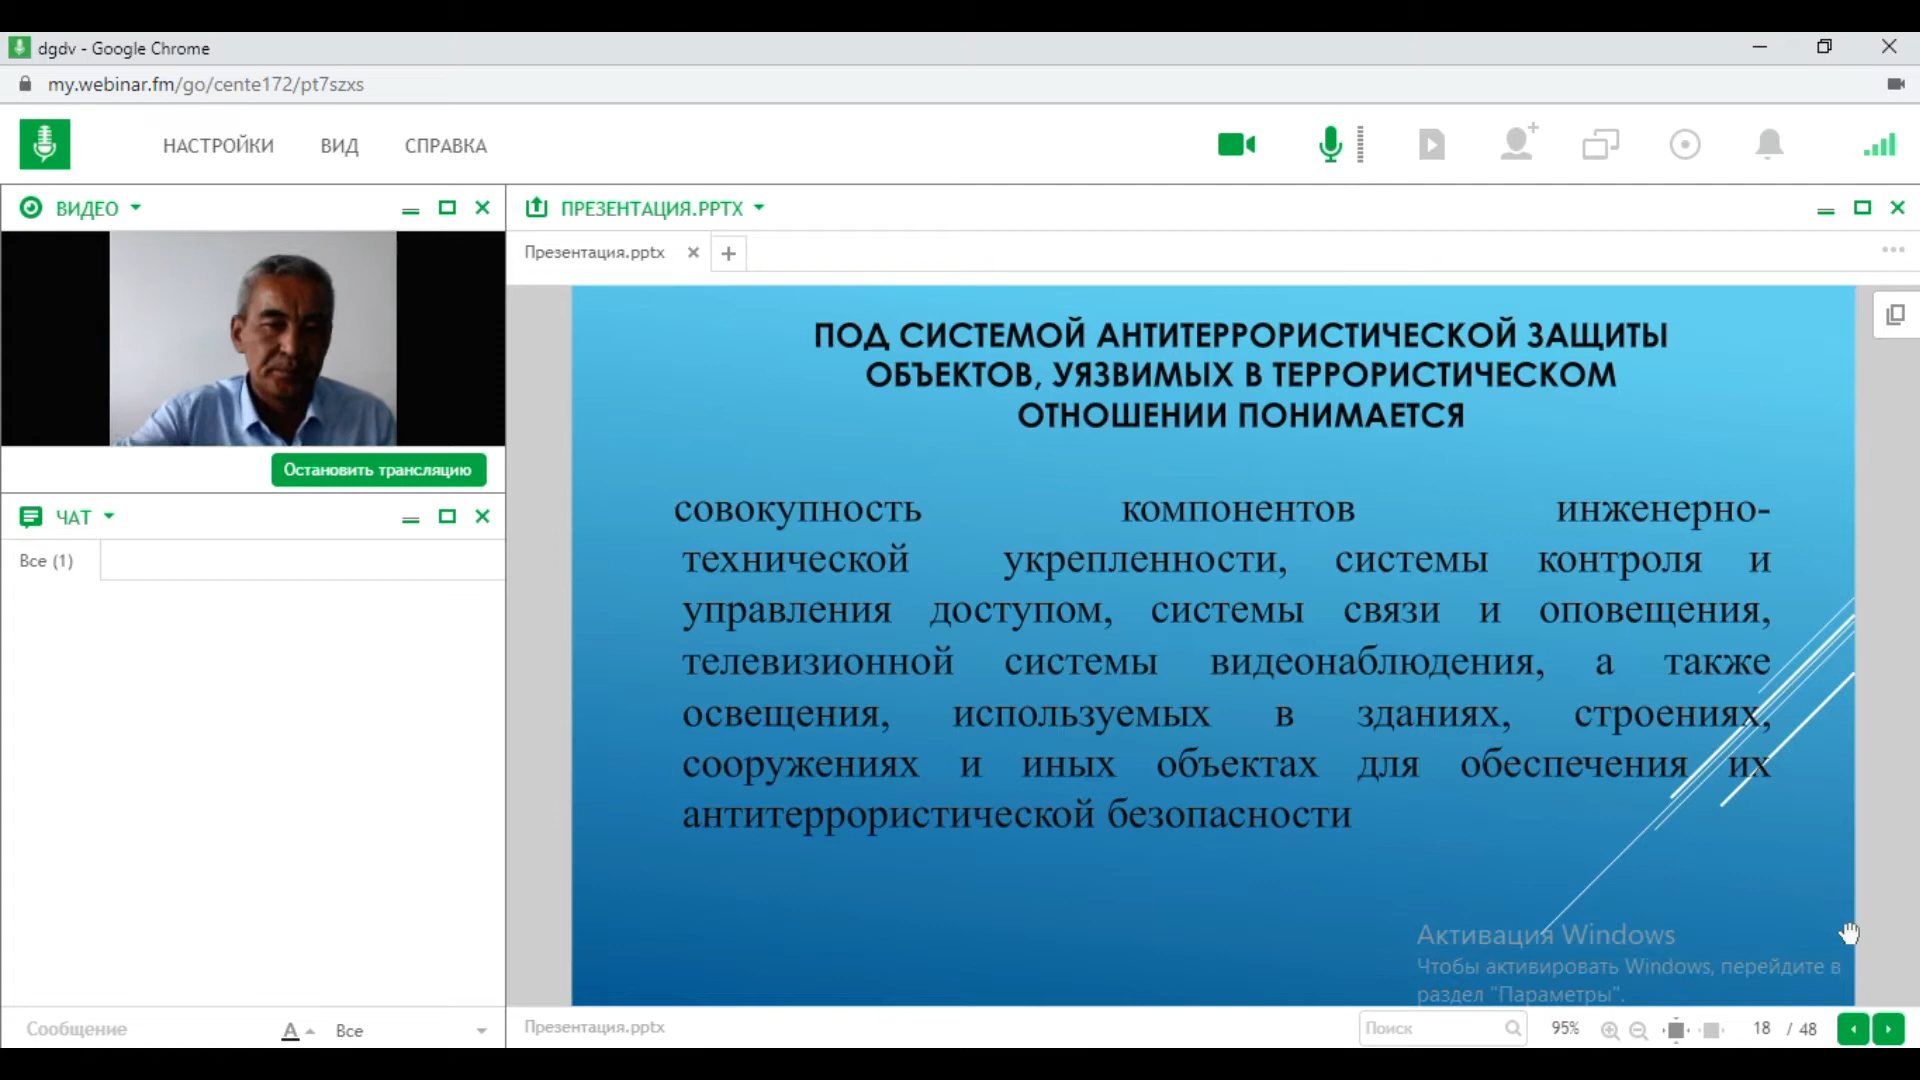 dgdv - Google Chrome
my.webinar.fm/go/cente172/pt7szxs
НАСТРОЙКИ ВИД СПРАВКА
ВИДЕО
Остановить трансляцию
ЧАТ
Все (1)
Сообщение A Все
ПРЕЗЕНТАЦИЯ.PPTX
Презентация.pptx
ПОД СИСТЕМОЙ АНТИТЕРРОРИСТИЧЕСКОЙ ЗАЩИТЫ
ОБЪЕКТОВ, УЯЗВИМЫХ В ТЕРРОРИСТИЧЕСКОМ
ОТНОШЕНИИ ПОНИМАЕТСЯ
совокупность компонентов инженерно-
технической укрепленности, системы контроля и
управления доступом, системы связи и оповещения,
телевизионной системы видеонаблюдения, а также
освещения, используемых в зданиях, строениях,
сооружениях и иных объектах для обеспечения их
антитеррористической безопасности
Активация Windows
Чтобы активировать Windows, перейдите в
раздел "Параметры".
Презентация.pptx Поиск 95% 18 / 48